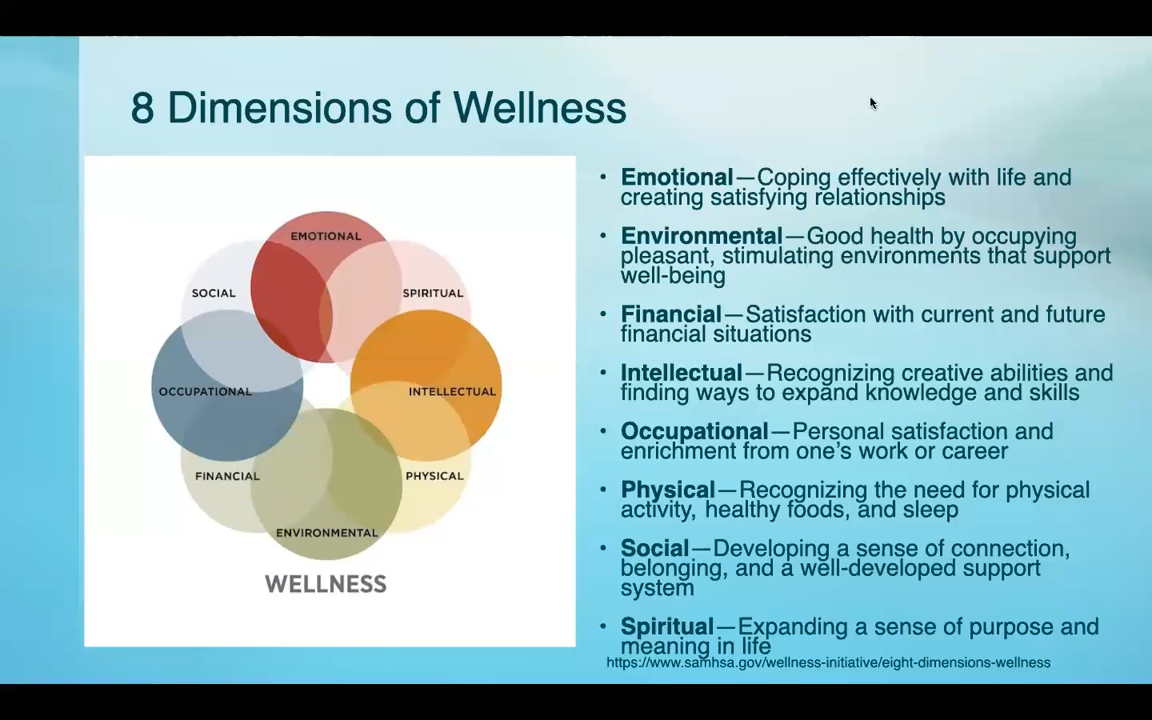 8 Dimensions of Wellness
EMOTIONAL
SOCIAL
SPIRITUAL
OCCUPATIONAL
INTELLECTUAL
FINANCIAL
PHYSICAL
ENVIRONMENTAL
WELLNESS
• Emotional—Coping effectively with life and
creating satisfying relationships
• Environmental—Good health by occupying
pleasant, stimulating environments that support
well-being
• Financial—Satisfaction with current and future
financial situations
• Intellectual—Recognizing creative abilities and
finding ways to expand knowledge and skills
• Occupational—Personal satisfaction and
enrichment from one's work or career
• Physical—Recognizing the need for physical
activity, healthy foods, and sleep
• Social—Developing a sense of connection,
belonging, and a well-developed support
system
• Spiritual—Expanding a sense of purpose and
meaning in life
https://www.samhsa.gov/wellness-initiative/eight-dimensions-wellness